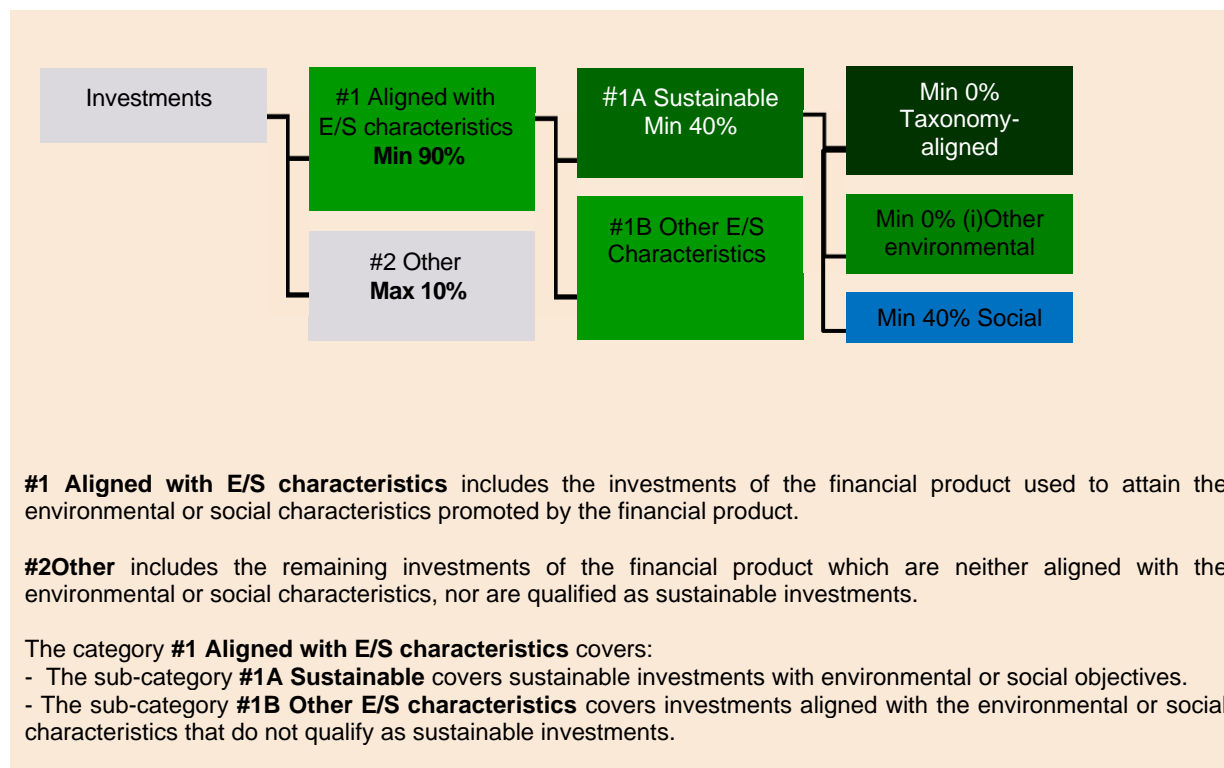 Investments
#1 Aligned with
E/S characteristics
Min 90%
#2 Other
Max 10%
#1A Sustainable
Min 40%
#1B Other E/S
Characteristics
Min 0%
Taxonomy-
aligned
Min 0% (i)Other
environmental
Min 40% Social
#1 Aligned with E/S characteristics includes the investments of the financial product used to attain the
environmental or social characteristics promoted by the financial product.
#2Other includes the remaining investments of the financial product which are neither aligned with the
environmental or social characteristics, nor are qualified as sustainable investments.
The category #1 Aligned with E/S characteristics covers:
- The sub-category #1A Sustainable covers sustainable investments with environmental or social objectives.
- The sub-category #1B Other E/S characteristics covers investments aligned with the environmental or social
characteristics that do not qualify as sustainable investments.